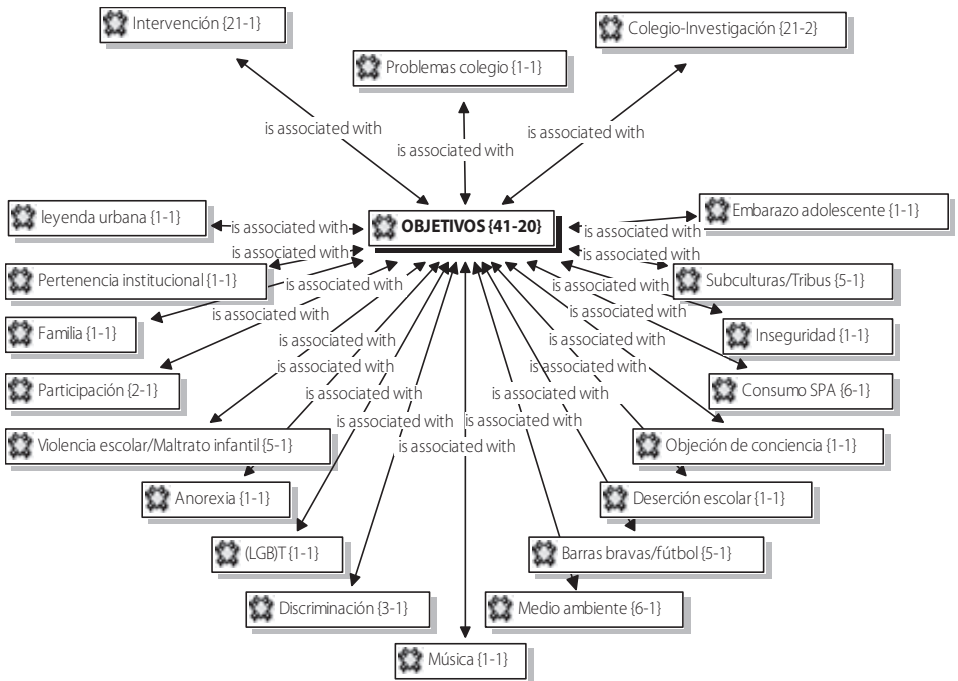 Intervención {21-1}
Colegio-Investigación {21-2}
Problemas colegio {1-1}
is associated with
is associated with
is associated with
leyenda urbana {1-1}
OBJETIVOS {41-20}
Embarazo adolescente {1-1}
is associated with
is associated with
is associated with
is associated with
Pertenencia institucional {1-1}
Subculturas/Tribus {5-1}
is associated with
is associated with
Familia {1-1}
is associated with
is associated with
Inseguridad {1-1}
is associated with
is associated with
is associated with
is associated with
Participación {2-1}
Consumo SPA {6-1}
is associated with
is associated with
is associated with
is associated with
is associated with
Violencia escolar/Maltrato infantil {5-1}
Objeción de conciencia {1-1}
Anorexia {1-1}
Deserción escolar {1-1}
(LGB)T {1-1}
Barras bravas/fútbol {5-1}
Discriminación {3-1}
Medio ambiente {6-1}
Música {1-1}